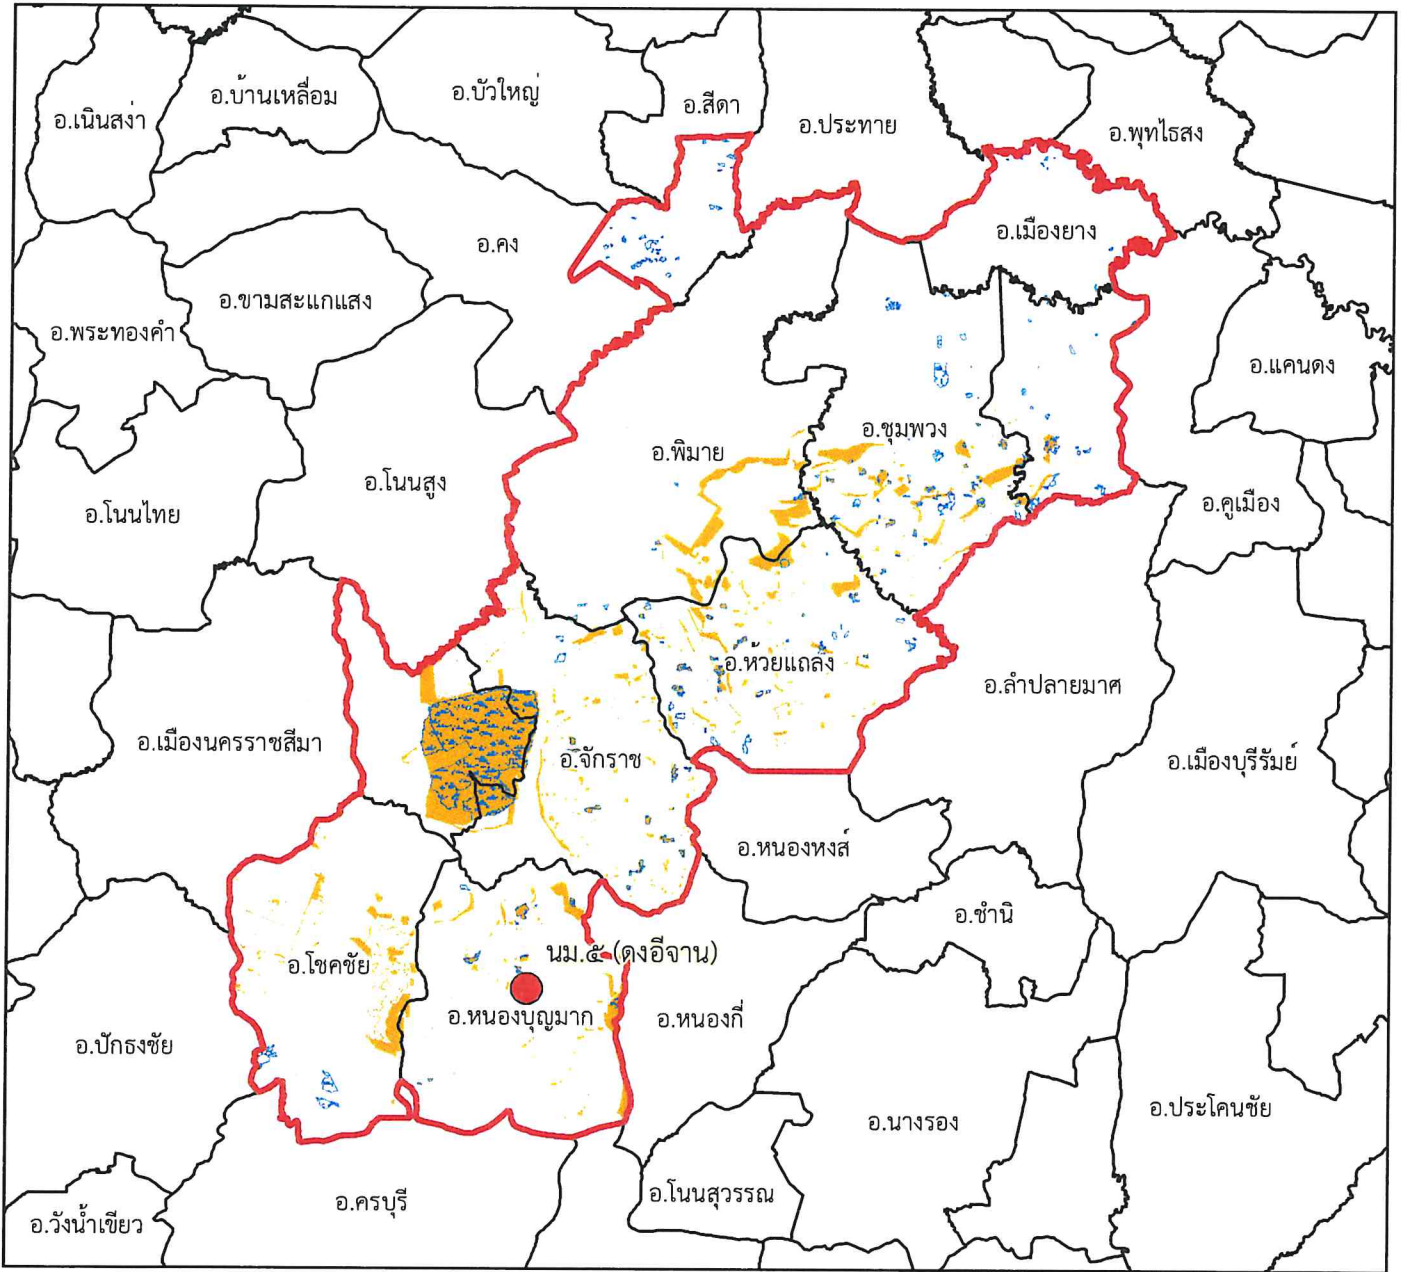 อ.เนินสง่า
อ.บ้านเหลื่อม
อ.บัวใหญ่
อ.สีดา
อ.ประทาย
อ.พุทไธสง
อ.คง
อ.เมืองยาง
อ.พระทองคำ
อ.ขามสะแกแสง
อ.แคนดง
อ.พิมาย
อ.ชุมพวง
อ.โนนไทย
อ.โนนสูง
อ.คูเมือง
อ.ห้วยแถลง
อ.ลำปลายมาศ
อ.เมืองนครราชสีมา
อ.จักราช
อ.เมืองบุรีรัมย์
อ.หนองหงส์
อ.ชำนิ
อ.โชคชัย
นม.๕ (ดงอีจาน)
อ.หนองบุญมาก
อ.หนองกี่
อ.ปักธงชัย
อ.นางรอง
อ.ประโคนชัย
อ.วังน้ำเขียว
อ.ครบุรี
อ.โนนสุวรรณ